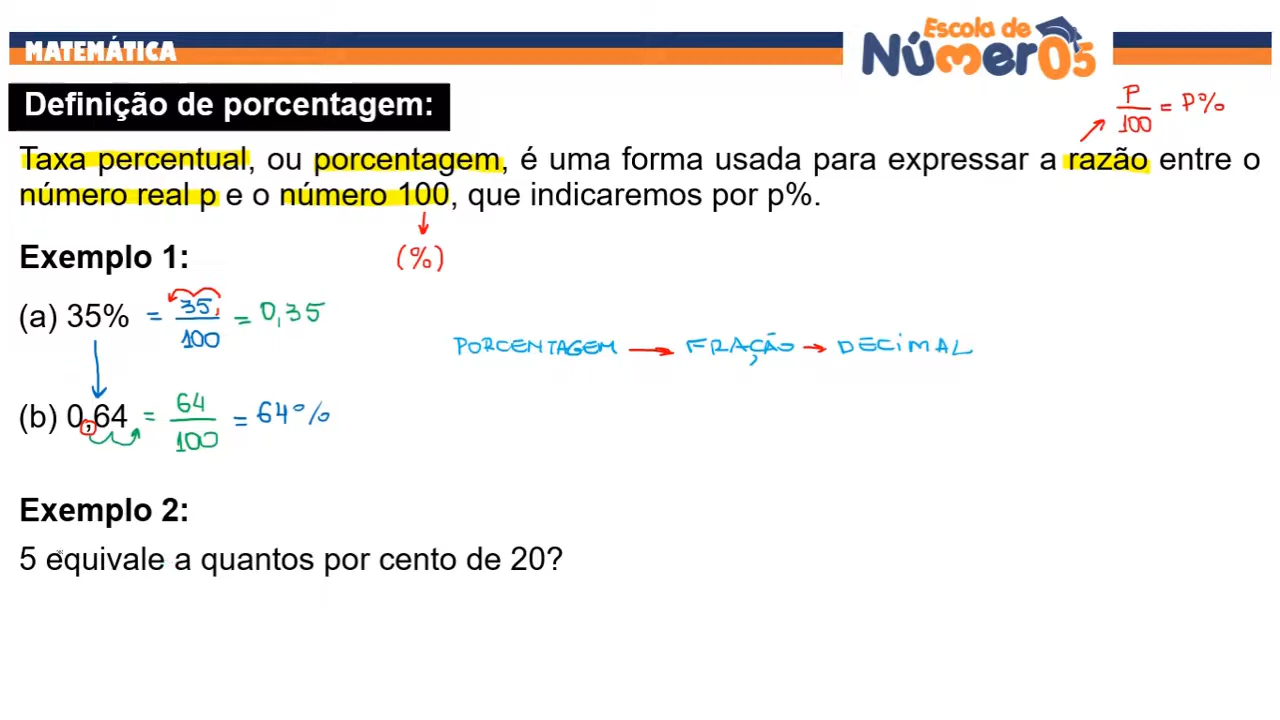 Escola de
MATEMÁTICA
Número5
Definição de porcentagem:
P/100 = P%
Taxa percentual, ou porcentagem, é uma forma usada para expressar a razão entre o
número real p e o número 100, que indicaremos por p%.
(%)
Exemplo 1:
(a) 35% = 35,/100 = 0,35
PORCENTAGEM → FRAÇÃO → DECIMAL
(b) 0,64 = 64/100 = 64%
Exemplo 2:
5 equivale a quantos por cento de 20?